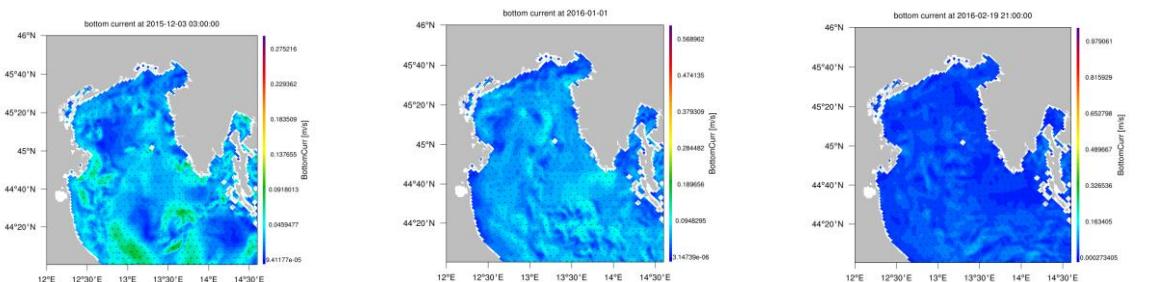 bottom current at 2015-12-03 03:00:00
46°N
45°40'N
45°20'N
45°N
44°40'N
44°20'N
12°E
12°30'E
13°E
13°30'E
14°E
14°30'E
0.275216
0.229362
0.183509
0.137655
0.0918013
0.0459477
9.41177e-05
BottomCurr [m/s]
bottom current at 2016-01-01
46°N
45°40'N
45°20'N
45°N
44°40'N
44°20'N
12°E
12°30'E
13°E
13°30'E
14°E
14°30'E
0.568962
0.474135
0.379309
0.284482
0.189656
0.0948295
3.14739e-06
BottomCurr [m/s]
bottom current at 2016-02-19 21:00:00
46°N
45°40'N
45°20'N
45°N
44°40'N
44°20'N
12°E
12°30'E
13°E
13°30'E
14°E
14°30'E
0.979061
0.815929
0.652798
0.489667
0.326536
0.163405
0.000273405
BottomCurr [m/s]